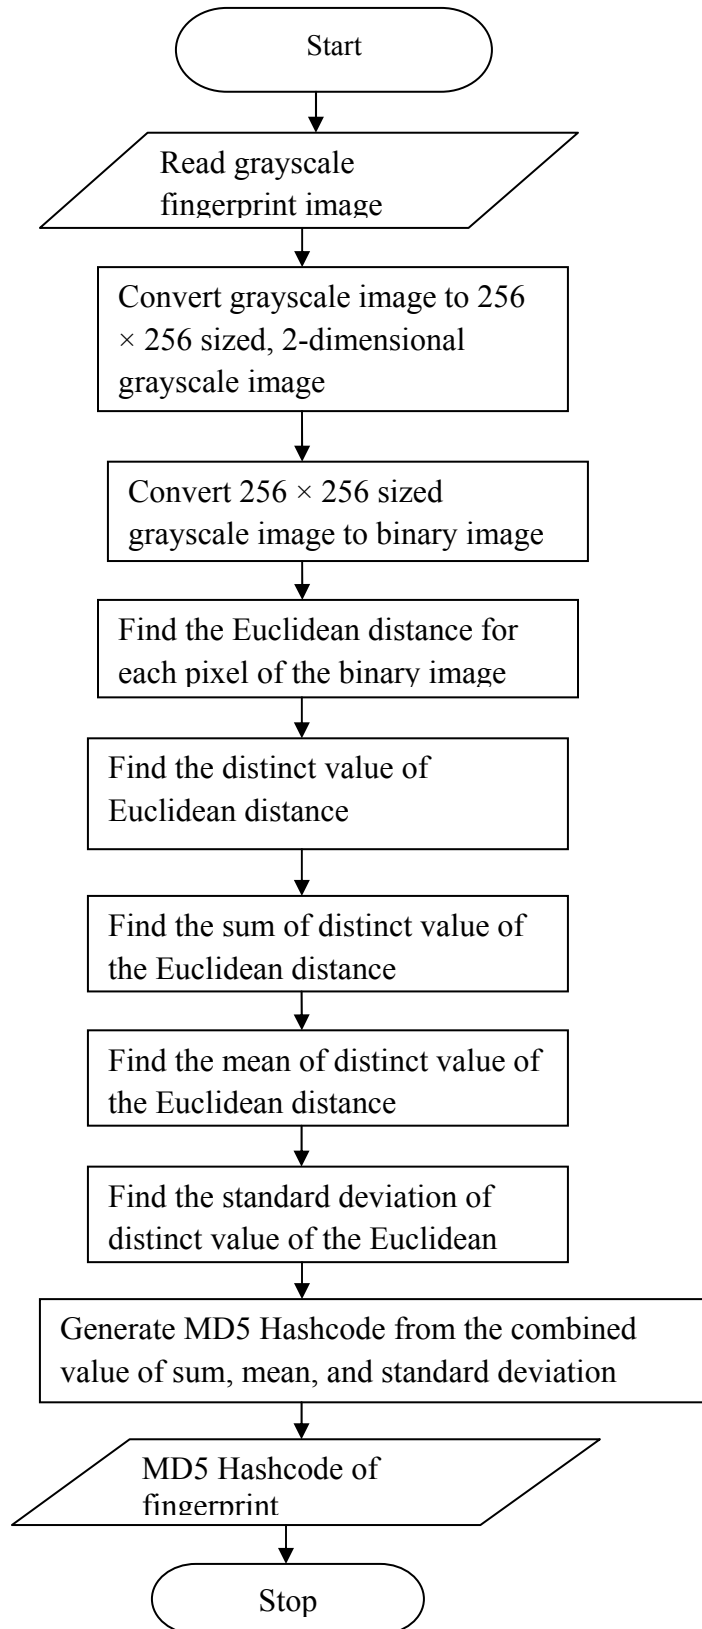 Start
Read grayscale
fingerprint image
Convert grayscale image to 256
× 256 sized, 2-dimensional
grayscale image
Convert 256 × 256 sized
grayscale image to binary image
Find the Euclidean distance for
each pixel of the binary image
Find the distinct value of
Euclidean distance
Find the sum of distinct value of
the Euclidean distance
Find the mean of distinct value of
the Euclidean distance
Find the standard deviation of
distinct value of the Euclidean
Generate MD5 Hashcode from the combined
value of sum, mean, and standard deviation
MD5 Hashcode of
fingerprint
Stop